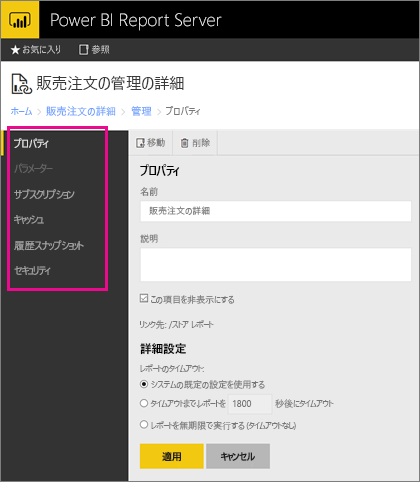 Power BI Report Server
お気に入り 参照
販売注文の管理の詳細
ホーム > 販売注文の詳細 > 管理 > プロパティ
プロパティ
パラメーター
サブスクリプション
キャッシュ
履歴スナップショット
セキュリティ
移動 削除
プロパティ
名前
販売注文の詳細
説明
この項目を非表示にする
リンク先: /ストア レポート
詳細設定
レポートのタイムアウト:
システムの既定の設定を使用する
タイムアウトまでレポートを 1800 秒後にタイムアウト
レポートを無期限で実行する (タイムアウトなし)
適用 キャンセル